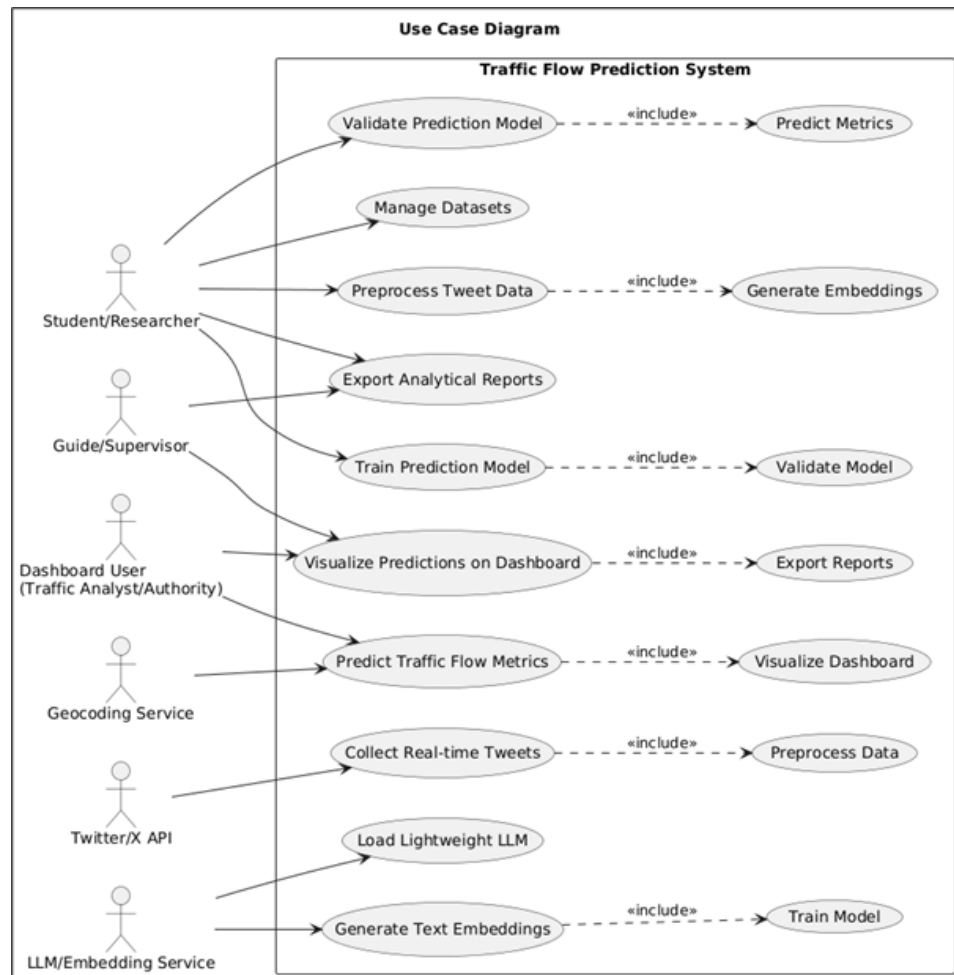 Use Case Diagram
Traffic Flow Prediction System
Validate Prediction Model
«include»
Predict Metrics
Manage Datasets
Student/Researcher
Preprocess Tweet Data
«include»
Generate Embeddings
Export Analytical Reports
Guide/Supervisor
Train Prediction Model
«include»
Validate Model
Dashboard User
(Traffic Analyst/Authority)
Visualize Predictions on Dashboard
«include»
Export Reports
Geocoding Service
Predict Traffic Flow Metrics
«include»
Visualize Dashboard
Twitter/X API
Collect Real-time Tweets
«include»
Preprocess Data
Load Lightweight LLM
LLM/Embedding Service
Generate Text Embeddings
«include»
Train Model